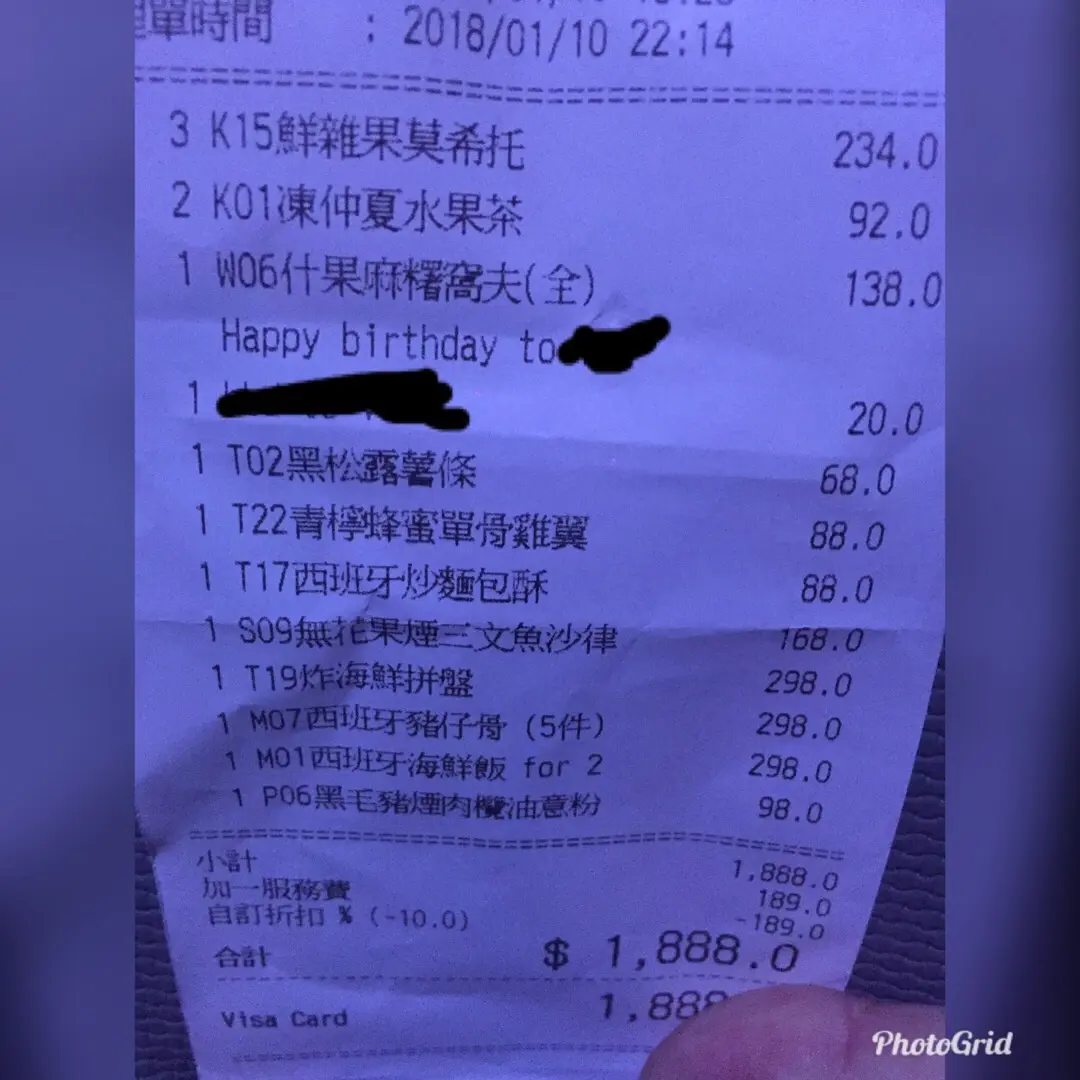 單時間 : 2018/01/10 22:14
3 K15鮮雜果莫希托 234.0
2 K01凍仲夏水果茶 92.0
1 W06什果麻糬窩夫(全) 138.0
Happy birthday to
1 20.0
1 T02黑松露薯條 68.0
1 T22青檸蜂蜜單骨雞翼 88.0
1 T17西班牙炒麵包酥 88.0
1 S09無花果煙三文魚沙律 168.0
1 T19炸海鮮拼盤 298.0
1 M07西班牙豬仔骨 (5件) 298.0
1 M01西班牙海鮮飯 for 2 298.0
1 P06黑毛豬煙肉欖油意粉 98.0
小計 1,888.0
加一服務費 189.0
自訂折扣 % (-10.0) -189.0
合計 $ 1,888.0
Visa Card 1,888
PhotoGrid